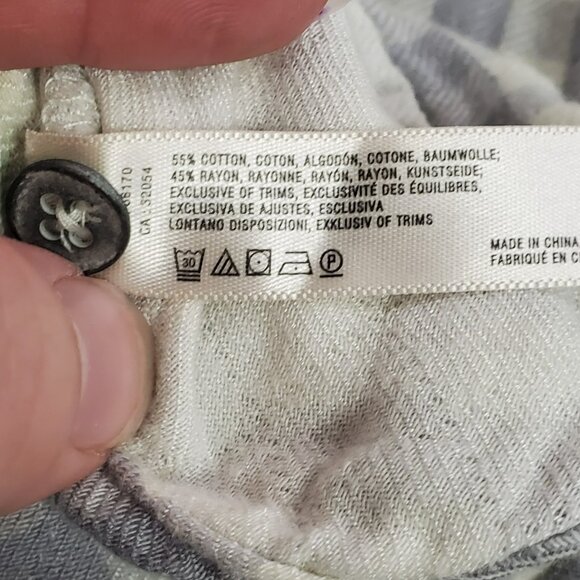 55% COTTON, COTON, ALGODÓN, COTONE, BAUMWOLLE;
45% RAYON, RAYONNE, RAYÓN, RAYON, KUNSTSEIDE;
EXCLUSIVE OF TRIMS, EXCLUSIVITÉ DES ÉQUILIBRES,
EXCLUSIVA DE AJUSTES, ESCLUSIVA
LONTANO DISPOSIZIONI, EXKLUSIV OF TRIMS
30
P
MADE IN CHINA
FABRIQUÉ EN
CA 32054